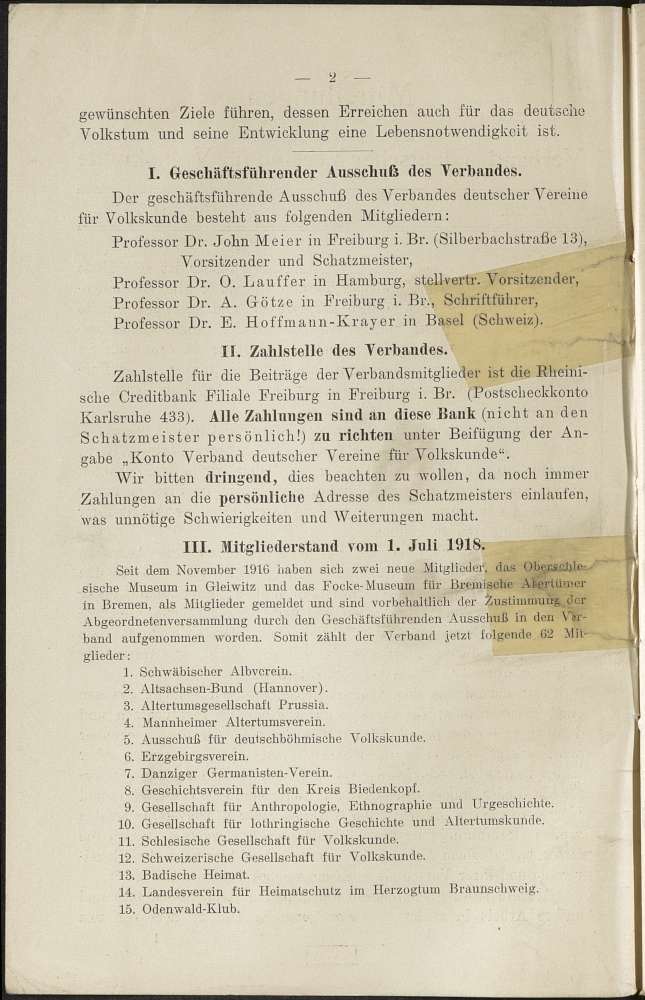 — 2 —
gewünschten Ziele führen, dessen Erreichen auch für das deutsche
Volkstum und seine Entwicklung eine Lebensnotwendigkeit ist.
I. Geschäftsführender Ausschuß des Verbandes.
Der geschäftsführende Ausschuß des Verbandes deutscher Vereine
für Volkskunde besteht aus folgenden Mitgliedern:
Professor Dr. John Meier in Freiburg i. Br. (Silberbachstraße 13),
Vorsitzender und Schatzmeister,
Professor Dr. O. Lauffer in Hamburg, stellvertr. Vorsitzender,
Professor Dr. A. Götze in Freiburg i. Br., Schriftführer,
Professor Dr. E. Hoffmann-Krayer in Basel (Schweiz).
II. Zahlstelle des Verbandes.
Zahlstelle für die Beiträge der Verbandsmitglieder ist die Rheini-
sche Creditbank Filiale Freiburg in Freiburg i. Br. (Postscheckkonto
Karlsruhe 433). Alle Zahlungen sind an diese Bank (nicht an den
Schatzmeister persönlich!) zu richten unter Beifügung der An-
gabe „Konto Verband deutscher Vereine für Volkskunde“.
Wir bitten dringend, dies beachten zu wollen, da noch immer
Zahlungen an die persönliche Adresse des Schatzmeisters einlaufen,
was unnötige Schwierigkeiten und Weiterungen macht.
III. Mitgliederstand vom 1. Juli 1918.
Seit dem November 1916 haben sich zwei neue Mitglieder, das Oberschle-
sische Museum in Gleiwitz und das Focke-Museum für Bremische Altertümer
in Bremen, als Mitglieder gemeldet und sind vorbehaltlich der Zustimmung der
Abgeordnetenversammlung durch den Geschäftsführenden Ausschuß in den Ver-
band aufgenommen worden. Somit zählt der Verband jetzt folgende 62 Mit-
glieder:
1. Schwäbischer Albverein.
2. Altsachsen-Bund (Hannover).
3. Altertumsgesellschaft Prussia.
4. Mannheimer Altertumsverein.
5. Ausschuß für deutschböhmische Volkskunde.
6. Erzgebirgsverein.
7. Danziger Germanisten-Verein.
8. Geschichtsverein für den Kreis Biedenkopf.
9. Gesellschaft für Anthropologie, Ethnographie und Urgeschichte.
10. Gesellschaft für lothringische Geschichte und Altertumskunde.
11. Schlesische Gesellschaft für Volkskunde.
12. Schweizerische Gesellschaft für Volkskunde.
13. Badische Heimat.
14. Landesverein für Heimatschutz im Herzogtum Braunschweig.
15. Odenwald-Klub.